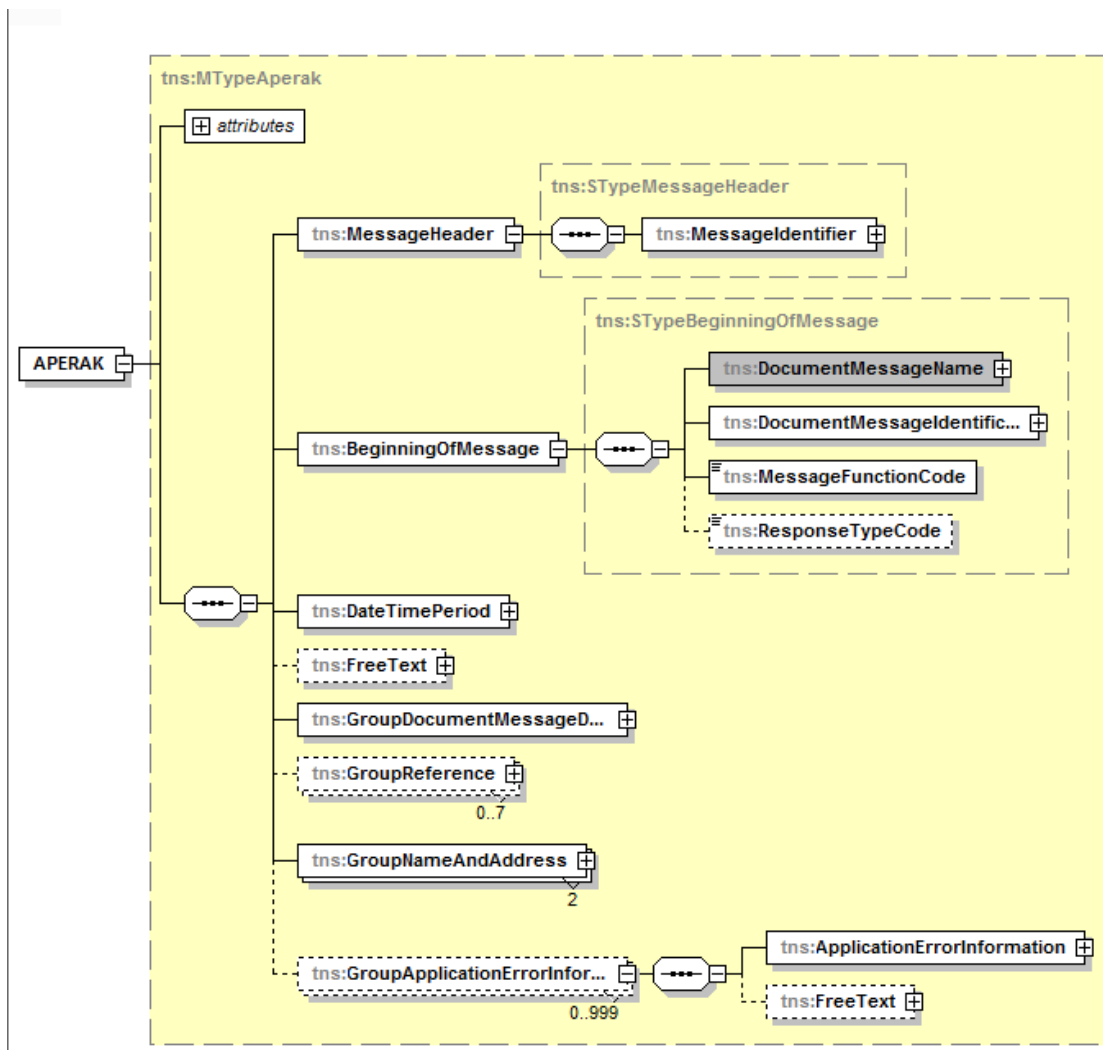 tns:MTypeAperak
attributes
tns:STypeMessageHeader
tns:MessageHeader
tns:MessageIdentifier
tns:STypeBeginningOfMessage
APERAK
tns:DocumentMessageName
tns:DocumentMessageIdentific...
tns:BeginningOfMessage
tns:MessageFunctionCode
tns:ResponseTypeCode
tns:DateTimePeriod
tns:FreeText
tns:GroupDocumentMessageD...
tns:GroupReference
0..7
tns:GroupNameAndAddress
2
tns:ApplicationErrorInformation
tns:GroupApplicationErrorInfor...
tns:FreeText
0..999